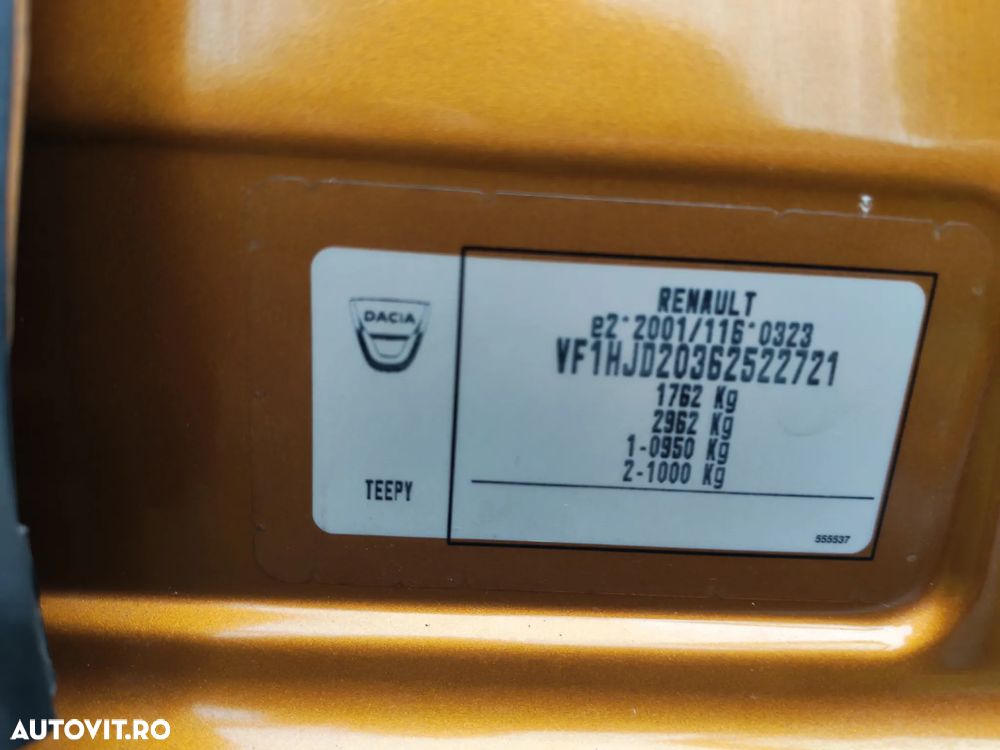 DACIA
TEEPY
RENAULT
e2*2001/116*0323
VF1HJD20362522721
1762 Kg
2962 Kg
1-0950 Kg
2-1000 Kg
555537
AUTOVIT.RO